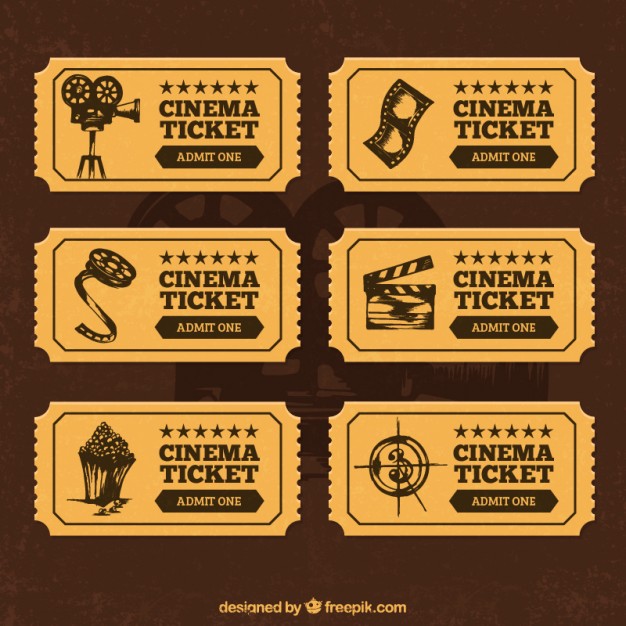 CINEMA
TICKET
ADMIT ONE
CINEMA
TICKET
ADMIT ONE
CINEMA
TICKET
ADMIT ONE
CINEMA
TICKET
ADMIT ONE
CINEMA
TICKET
ADMIT ONE
3
CINEMA
TICKET
ADMIT ONE
designed by freepik.com